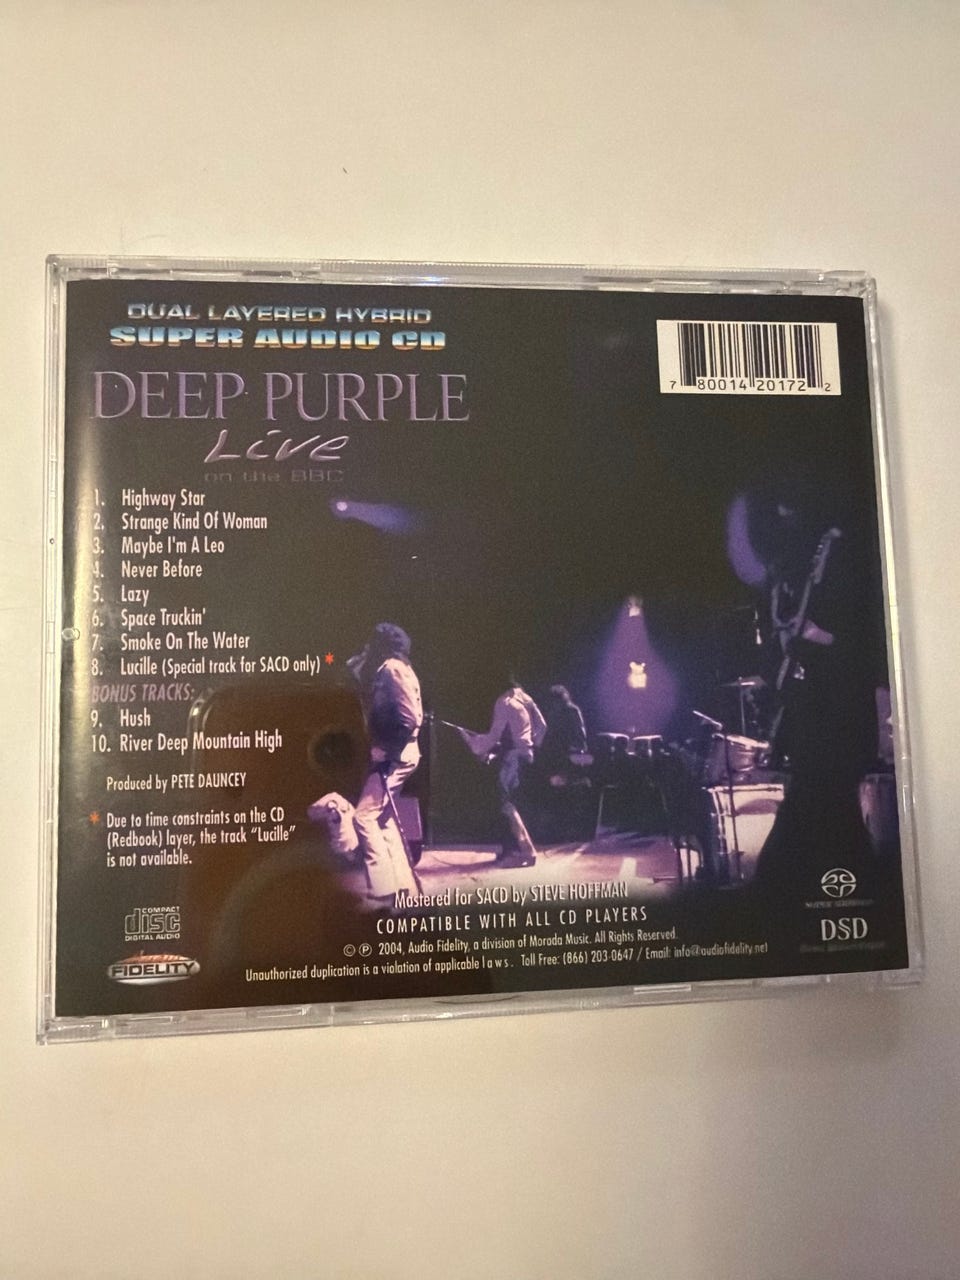 DUAL LAYERED HYBRID
SUPER AUDIO CD
7 80014 20172 2
DEEP PURPLE
Live
on the BBC
1. Highway Star
2. Strange Kind Of Woman
3. Maybe I'm A Leo
4. Never Before
5. Lazy
6. Space Truckin'
7. Smoke On The Water
8. Lucille (Special track for SACD only) *
BONUS TRACKS:
9. Hush
10. River Deep Mountain High
Produced by PETE DAUNCEY
* Due to time constraints on the CD
(Redbook) layer, the track “Lucille”
is not available.
Mastered for SACD by STEVE HOFFMAN
COMPATIBLE WITH ALL CD PLAYERS
© ℗ 2004, Audio Fidelity, a division of Morada Music. All Rights Reserved.
Unauthorized duplication is a violation of applicable laws. Toll Free: (866) 203-0647 / Email: info@audiofidelity.net
COMPACT
disc
DIGITAL AUDIO
FIDELITY
DSD